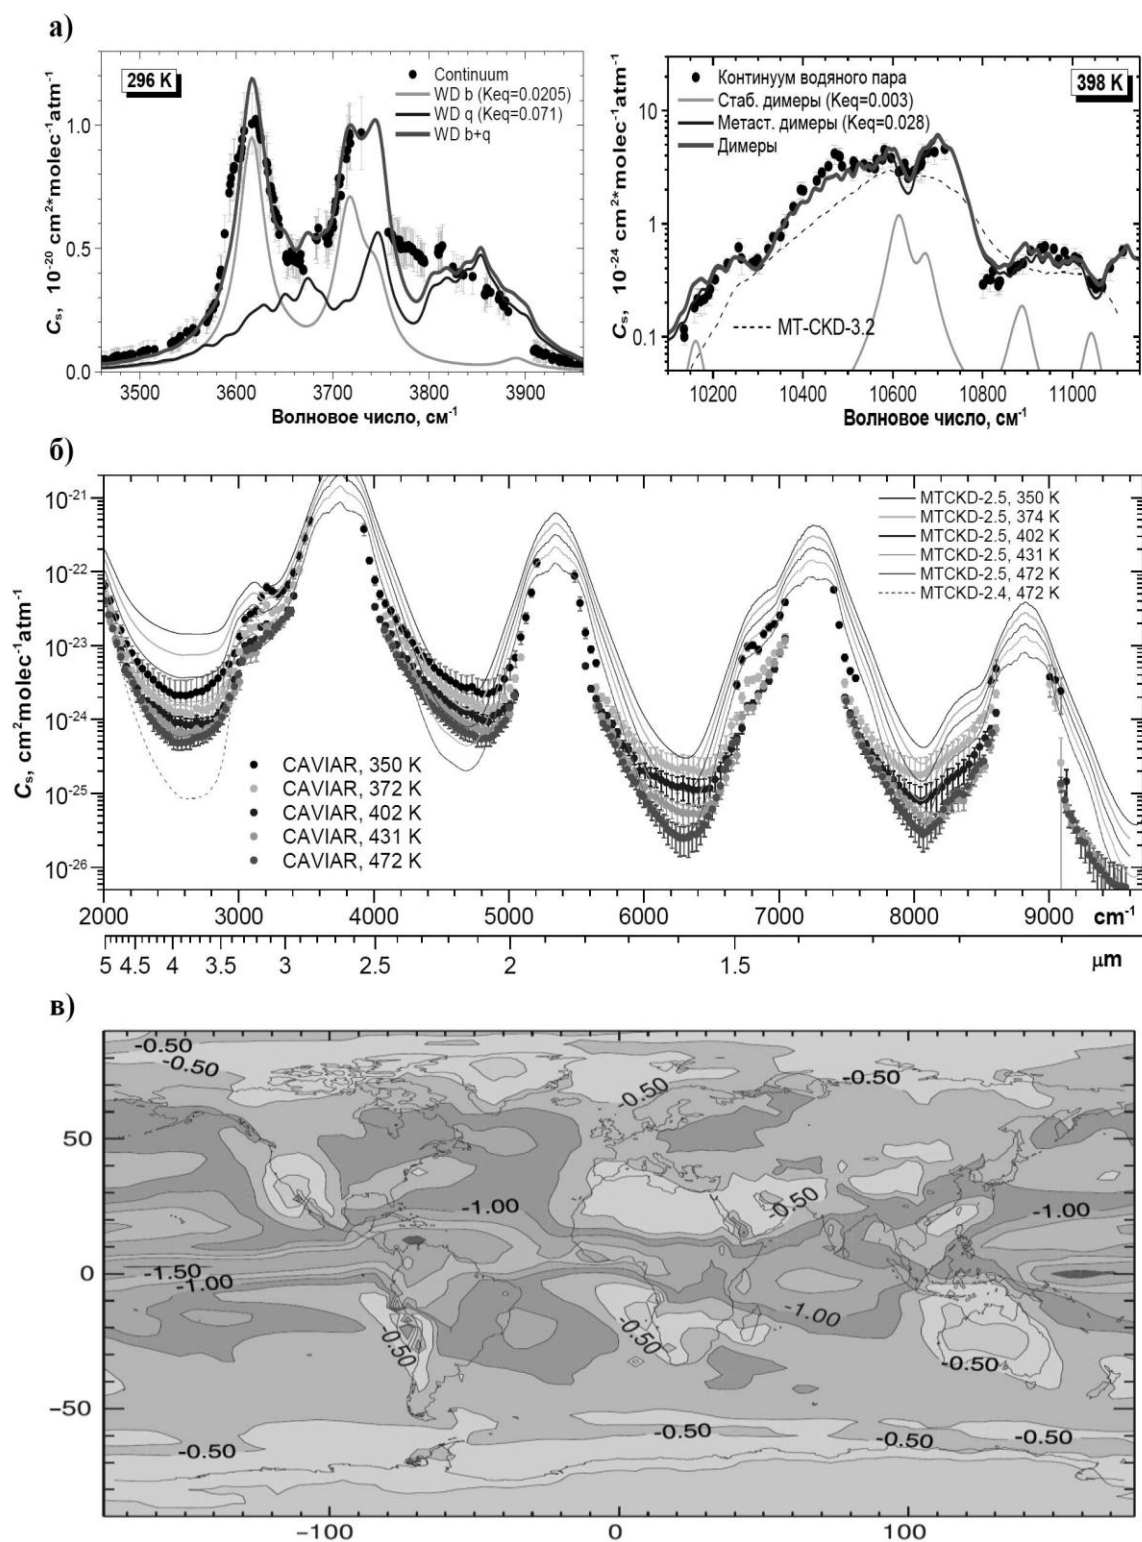 а)
296 K
Continuum
WD b (Keq=0.0205)
WD q (Keq=0.071)
WD b+q
C_s, 10⁻²⁰ cm²*molec⁻¹atm⁻¹
1.0
0.5
0.0
3500 3600 3700 3800 3900
Волновое число, см⁻¹
398 K
Континуум водяного пара
Стаб. димеры (Keq=0.003)
Метаст. димеры (Keq=0.028)
Димеры
MT-CKD-3.2
C_s, 10⁻²⁴ cm²*molec⁻¹atm⁻¹
10
1
0.1
10200 10400 10600 10800 11000
Волновое число, см⁻¹
б)
C_s, cm²molec⁻¹atm⁻¹
10⁻²¹
10⁻²²
10⁻²³
10⁻²⁴
10⁻²⁵
10⁻²⁶
MTCKD-2.5, 350 K
MTCKD-2.5, 374 K
MTCKD-2.5, 402 K
MTCKD-2.5, 431 K
MTCKD-2.5, 472 K
MTCKD-2.4, 472 K
CAVIAR, 350 K
CAVIAR, 372 K
CAVIAR, 402 K
CAVIAR, 431 K
CAVIAR, 472 K
2000 3000 4000 5000 6000 7000 8000 9000 cm⁻¹
5 4.5 4 3.5 3 2.5 2 1.5 µm
в)
-0.50
-0.50
-0.50
-0.50
50
-1.00
-0.50
-1.00
0
-1.50
-1.00
-1.00
-0.50
-0.50
-0.50
−50
-0.50
-0.50
-0.50
-0.50
−100 0 100